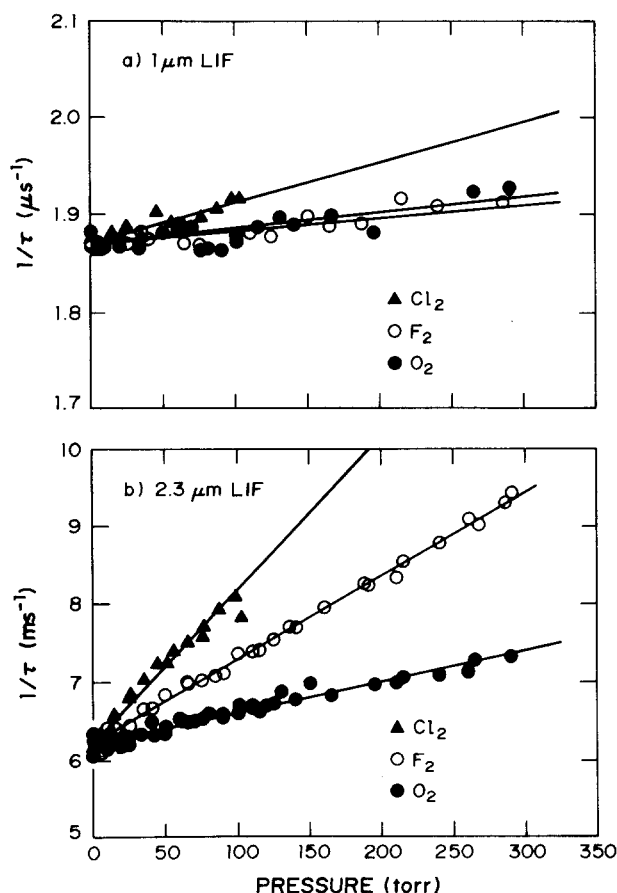 2.1
a) 1μm LIF
2.0
1.9
1.8
1.7
1/τ (μs⁻¹)
▲ Cl₂
○ F₂
● O₂
10
b) 2.3 μm LIF
9
8
7
6
5
1/τ (ms⁻¹)
▲ Cl₂
○ F₂
● O₂
0 50 100 150 200 250 300 350
PRESSURE (torr)